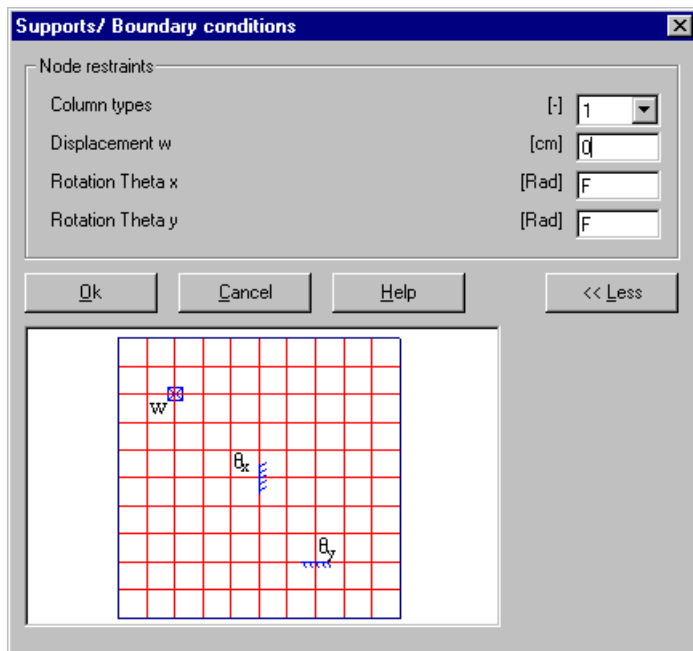 Supports/ Boundary conditions
Node restraints
Column types [-] 1
Displacement w [cm] 0
Rotation Theta x [Rad] F
Rotation Theta y [Rad] F
Ok Cancel Help << Less
w
θx
θy